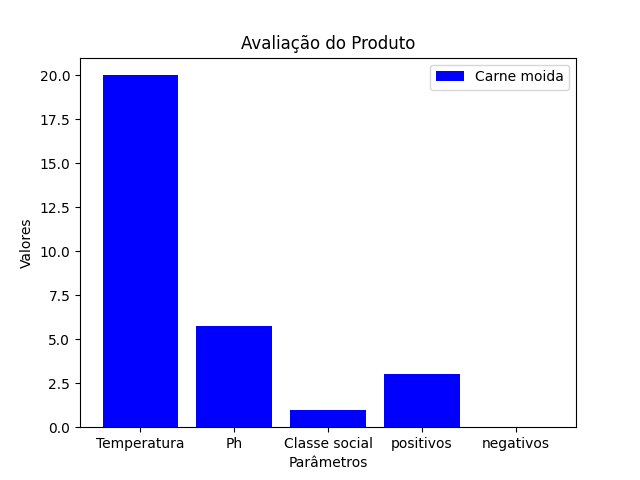 Avaliação do Produto
Carne moida
20.0
17.5
15.0
12.5
10.0
7.5
5.0
2.5
0.0
Valores
Temperatura Ph Classe social positivos negativos
Parâmetros